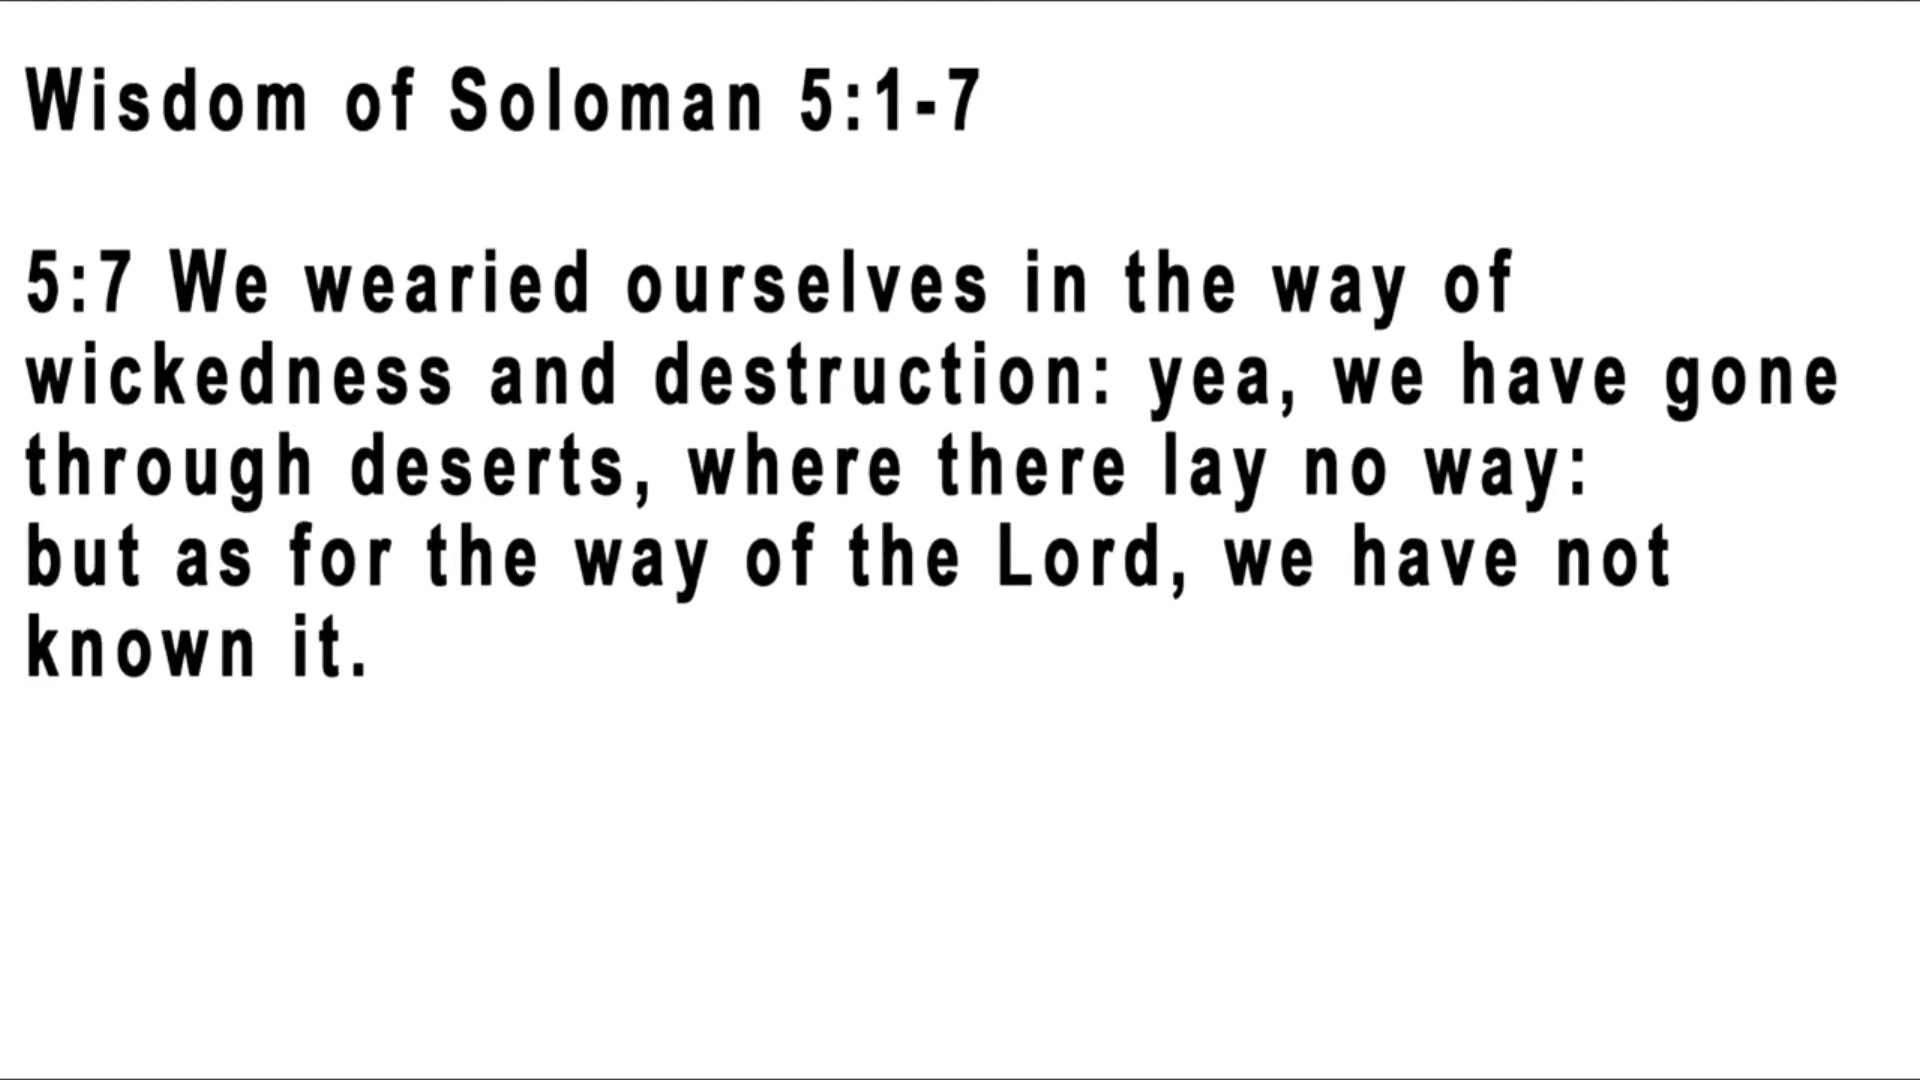 Wisdom of Soloman 5:1-7
5:7 We wearied ourselves in the way of
wickedness and destruction: yea, we have gone
through deserts, where there lay no way:
but as for the way of the Lord, we have not
known it.